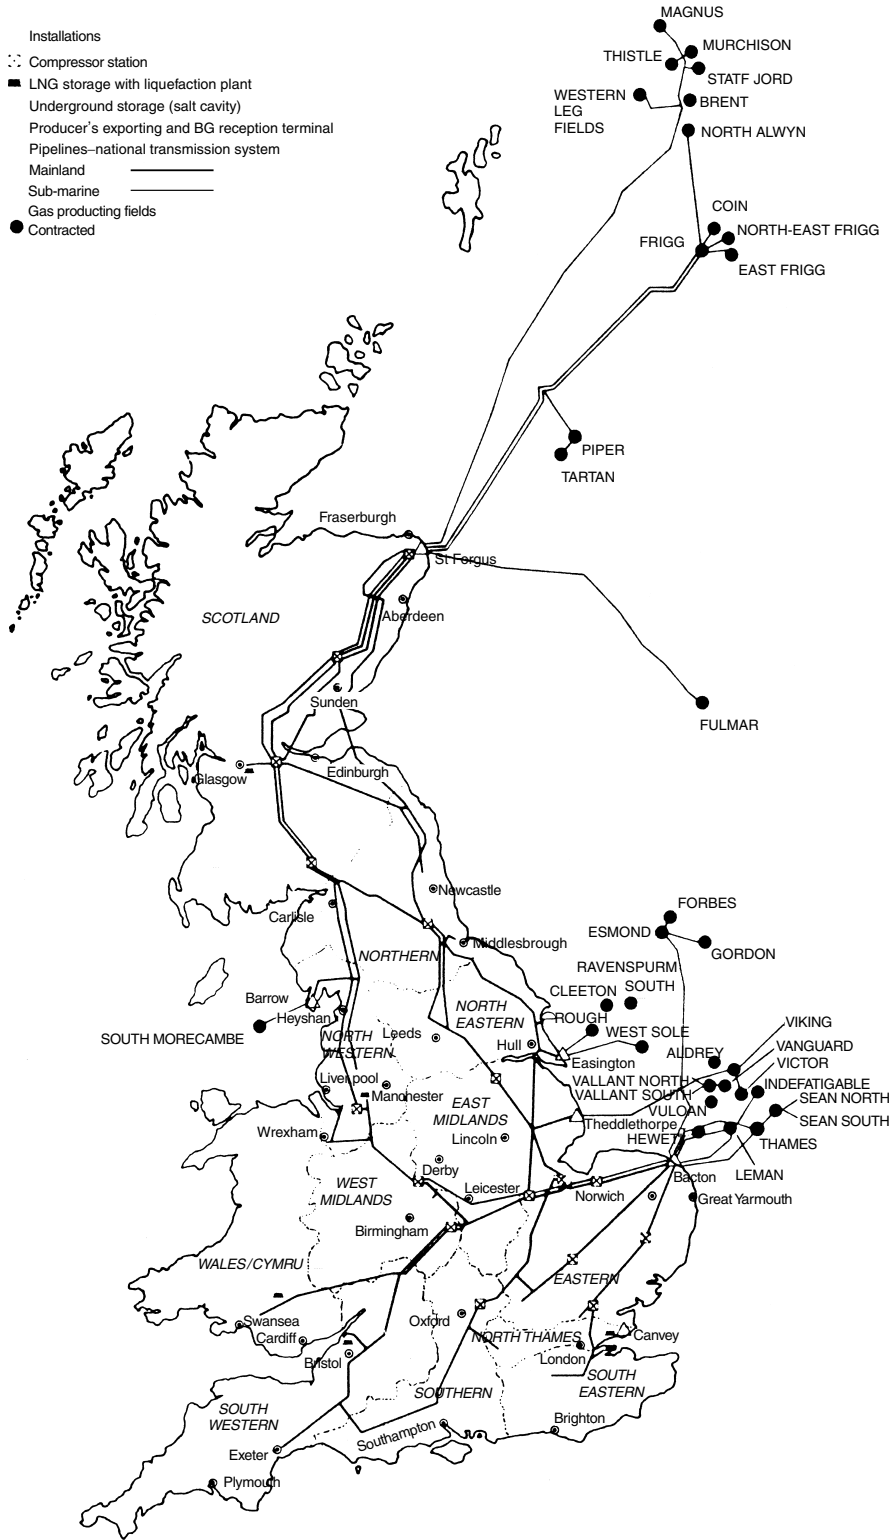 Installations
Compressor station
LNG storage with liquefaction plant
Underground storage (salt cavity)
Producer's exporting and BG reception terminal
Pipelines–national transmission system
Mainland
Sub-marine
Gas producting fields
Contracted
MAGNUS
MURCHISON
THISTLE
STATF JORD
WESTERN
LEG
FIELDS
BRENT
NORTH ALWYN
COIN
NORTH-EAST FRIGG
FRIGG
EAST FRIGG
PIPER
TARTAN
Fraserburgh
St Fergus
SCOTLAND
Aberdeen
Sunden
FULMAR
Glasgow
Edinburgh
Newcastle
Carlisle
FORBES
ESMOND
GORDON
Middlesbrough
NORTHERN
RAVENSPURM
SOUTH
CLEETON
Barrow
Heyshan
NORTH
EASTERN
ROUGH
WEST SOLE
SOUTH MORECAMBE
NORTH
WESTERN
Leeds
Hull
Easington
ALDREY
VIKING
VANGUARD
VICTOR
INDEFATIGABLE
VALLANT NORTH
VALLANT SOUTH
VULOAN
SEAN NORTH
SEAN SOUTH
Liverpool
Manchester
EAST
MIDLANDS
Theddlethorpe
HEWET
THAMES
LEMAN
Wrexham
Lincoln
Derby
Bacton
WEST
MIDLANDS
Leicester
Norwich
Great Yarmouth
Birmingham
WALES/CYMRU
EASTERN
Swansea
Cardiff
Oxford
NORTH THAMES
Canvey
Bristol
London
SOUTH
EASTERN
SOUTHERN
SOUTH
WESTERN
Southampton
Brighton
Exeter
Plymouth